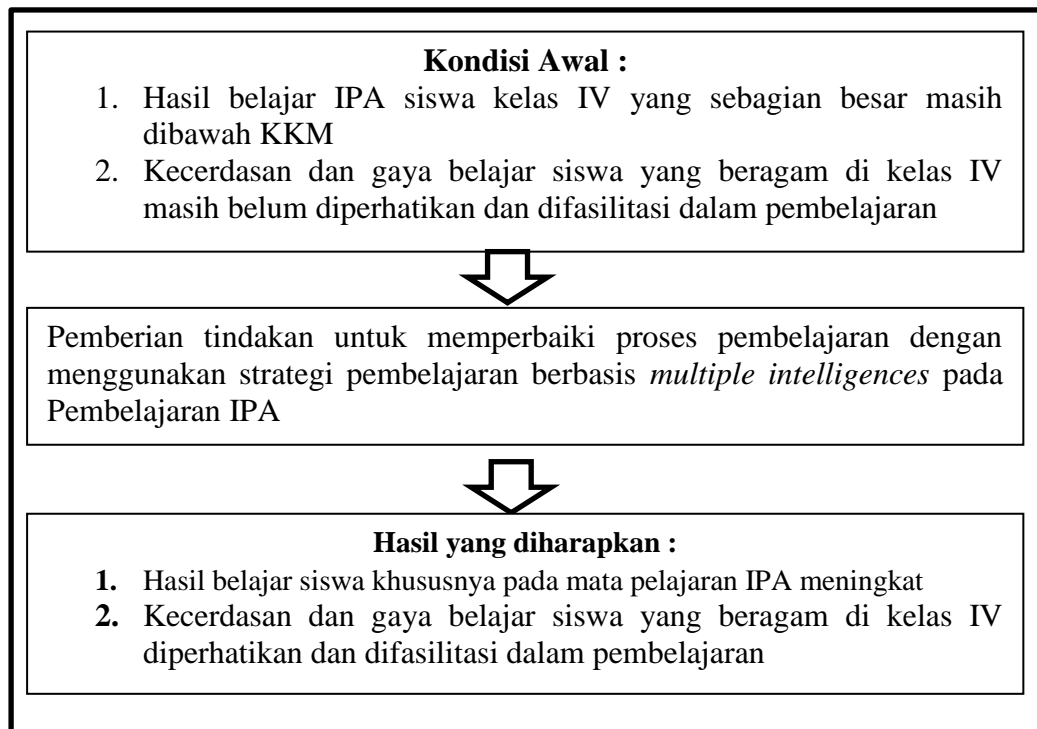 Kondisi Awal :
1. Hasil belajar IPA siswa kelas IV yang sebagian besar masih
dibawah KKM
2. Kecerdasan dan gaya belajar siswa yang beragam di kelas IV
masih belum diperhatikan dan difasilitasi dalam pembelajaran
Pemberian tindakan untuk memperbaiki proses pembelajaran dengan
menggunakan strategi pembelajaran berbasis multiple intelligences pada
Pembelajaran IPA
Hasil yang diharapkan :
1. Hasil belajar siswa khususnya pada mata pelajaran IPA meningkat
2. Kecerdasan dan gaya belajar siswa yang beragam di kelas IV
diperhatikan dan difasilitasi dalam pembelajaran